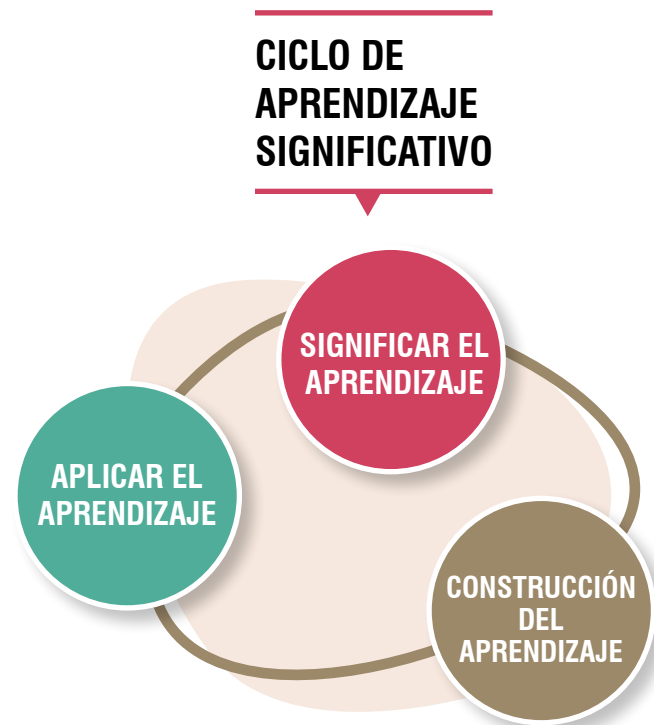 CICLO DE
APRENDIZAJE
SIGNIFICATIVO
SIGNIFICAR EL
APRENDIZAJE
APLICAR EL
APRENDIZAJE
CONSTRUCCIÓN
DEL
APRENDIZAJE